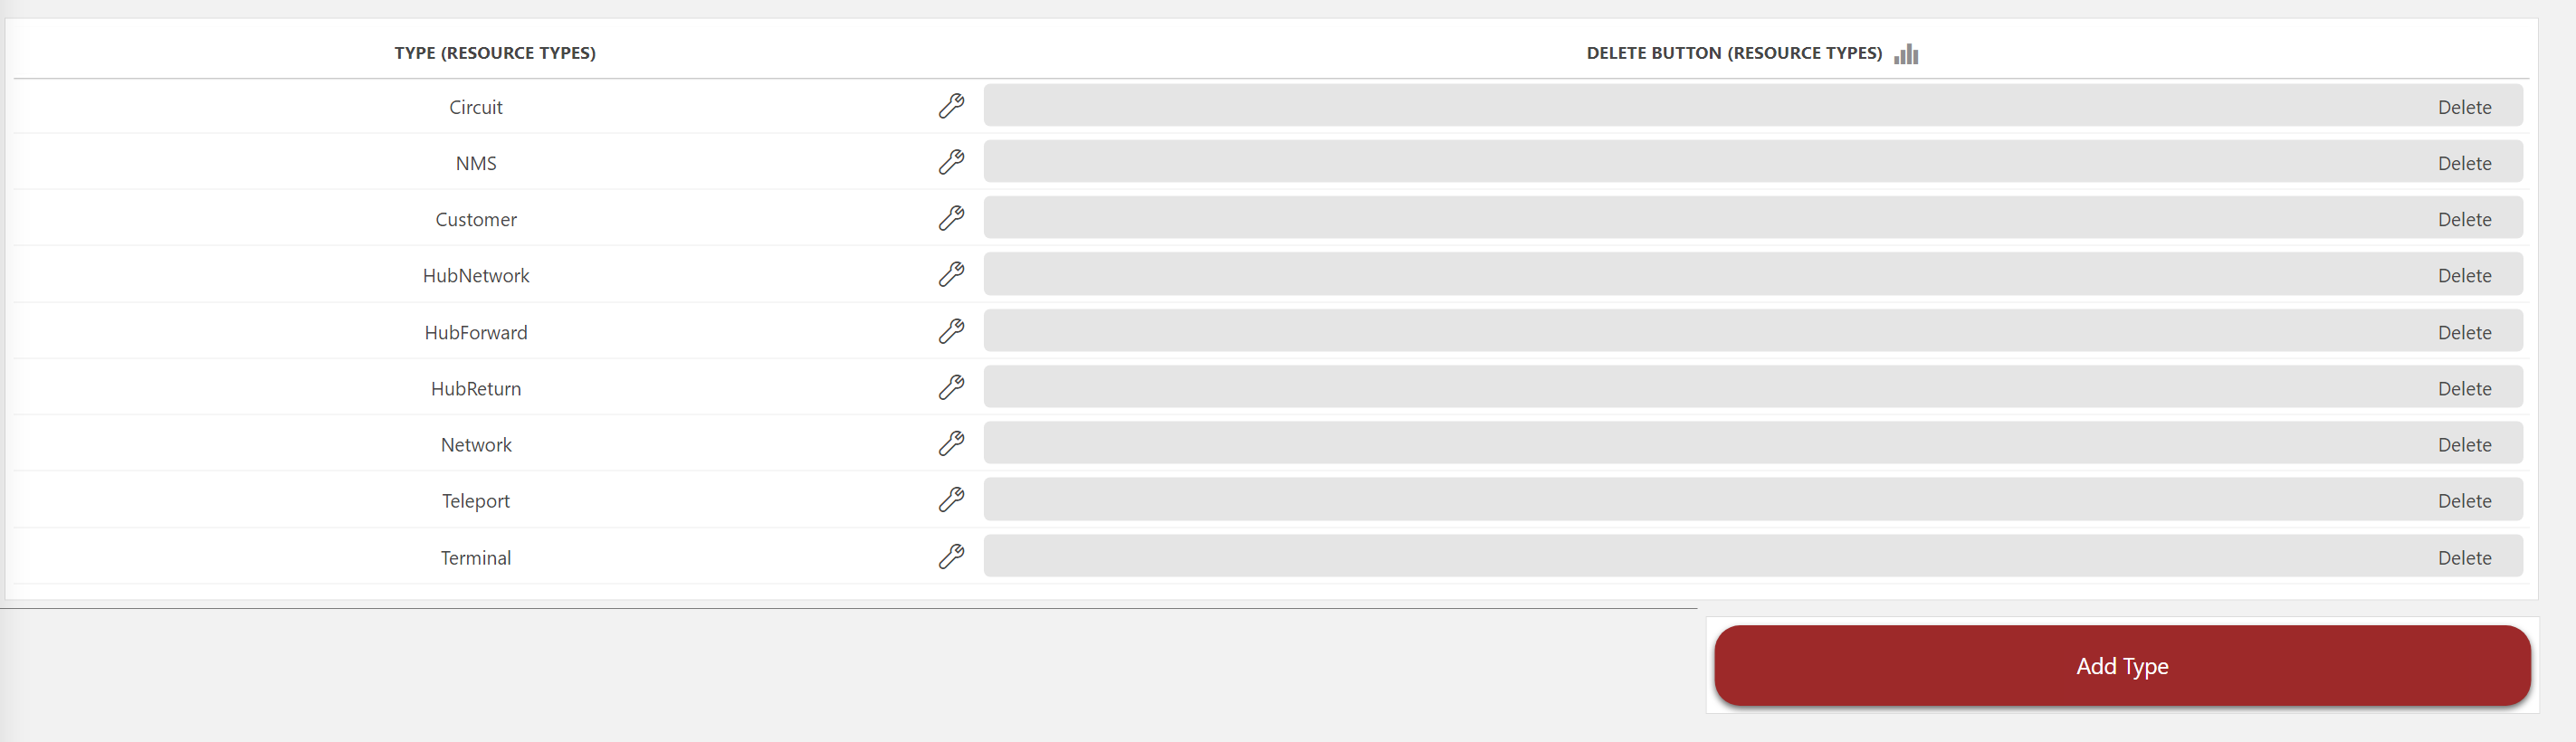 TYPE (RESOURCE TYPES) DELETE BUTTON (RESOURCE TYPES)
Circuit Delete
NMS Delete
Customer Delete
HubNetwork Delete
HubForward Delete
HubReturn Delete
Network Delete
Teleport Delete
Terminal Delete
Add Type